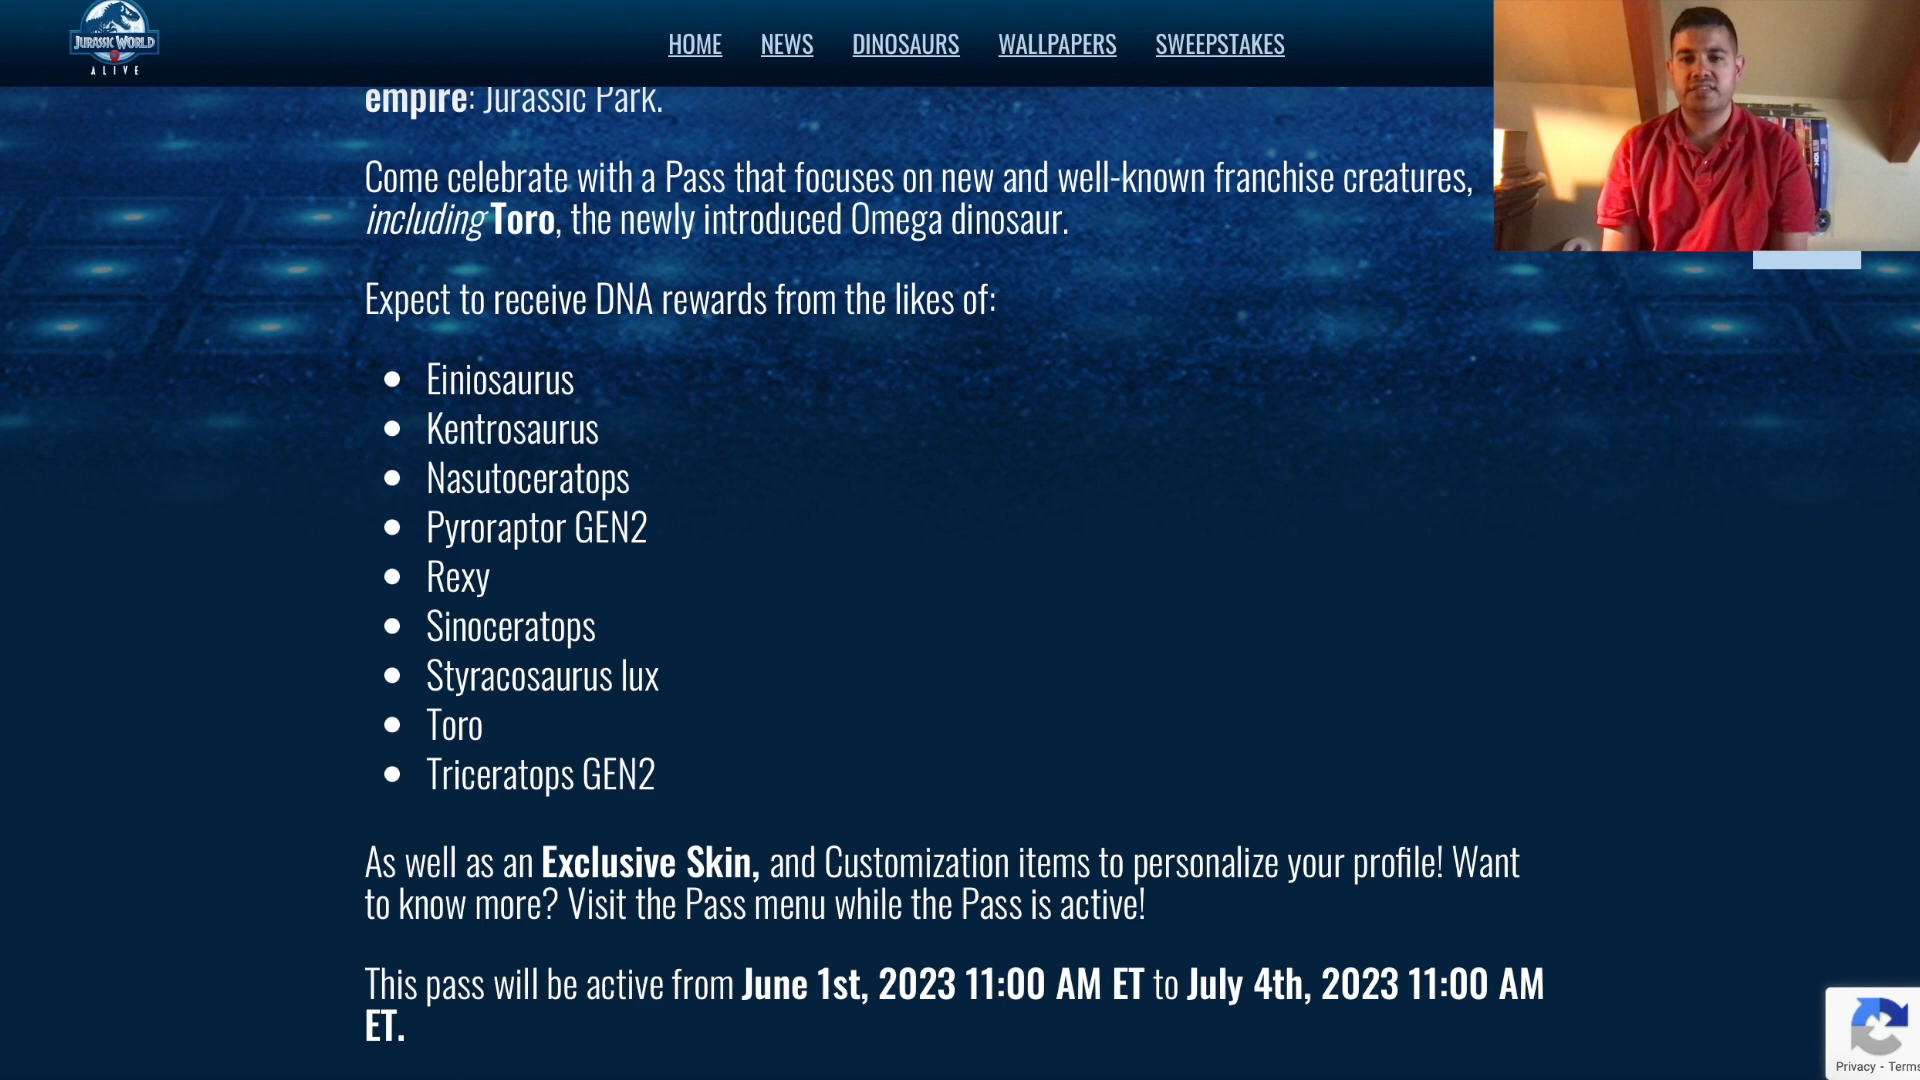 JURASSIC WORLD
ALIVE
HOME NEWS DINOSAURS WALLPAPERS SWEEPSTAKES
empire: Jurassic Park.
Come celebrate with a Pass that focuses on new and well-known franchise creatures,
including Toro, the newly introduced Omega dinosaur.
Expect to receive DNA rewards from the likes of:
• Einiosaurus
• Kentrosaurus
• Nasutoceratops
• Pyroraptor GEN2
• Rexy
• Sinoceratops
• Styracosaurus lux
• Toro
• Triceratops GEN2
As well as an Exclusive Skin, and Customization items to personalize your profile! Want
to know more? Visit the Pass menu while the Pass is active!
This pass will be active from June 1st, 2023 11:00 AM ET to July 4th, 2023 11:00 AM
ET.
Privacy - Terms